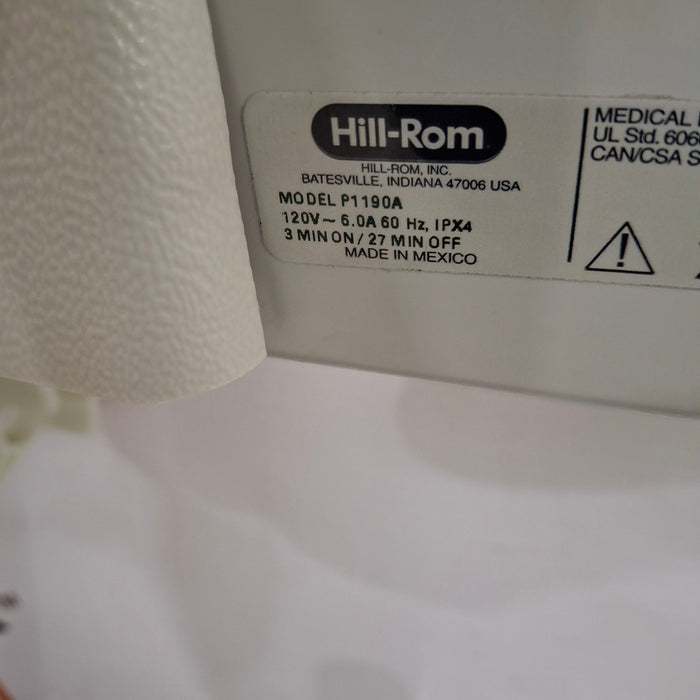 Hill-Rom
HILL-ROM, INC.
BATESVILLE, INDIANA 47006 USA
MODEL P1190A
120V~ 6.0A 60 Hz, IPX4
3 MIN ON / 27 MIN OFF
MADE IN MEXICO
MEDICAL
UL Std. 606
CAN/CSA S